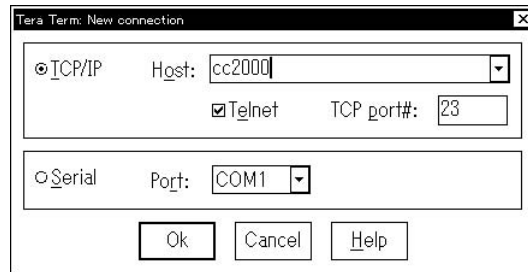 Tera Term: New connection
TCP/IP Host: cc2000
Telnet TCP port#: 23
Serial Port: COM1
Ok Cancel Help